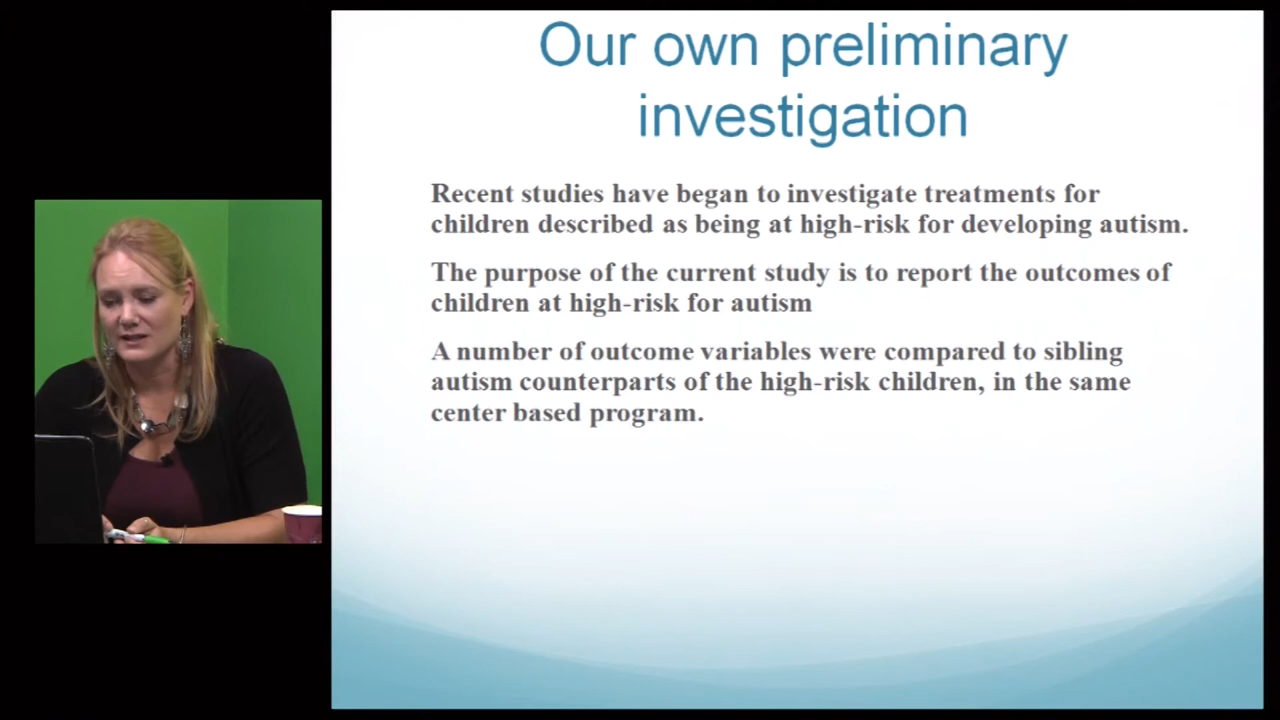 Our own preliminary
investigation
Recent studies have began to investigate treatments for
children described as being at high-risk for developing autism.
The purpose of the current study is to report the outcomes of
children at high-risk for autism
A number of outcome variables were compared to sibling
autism counterparts of the high-risk children, in the same
center based program.